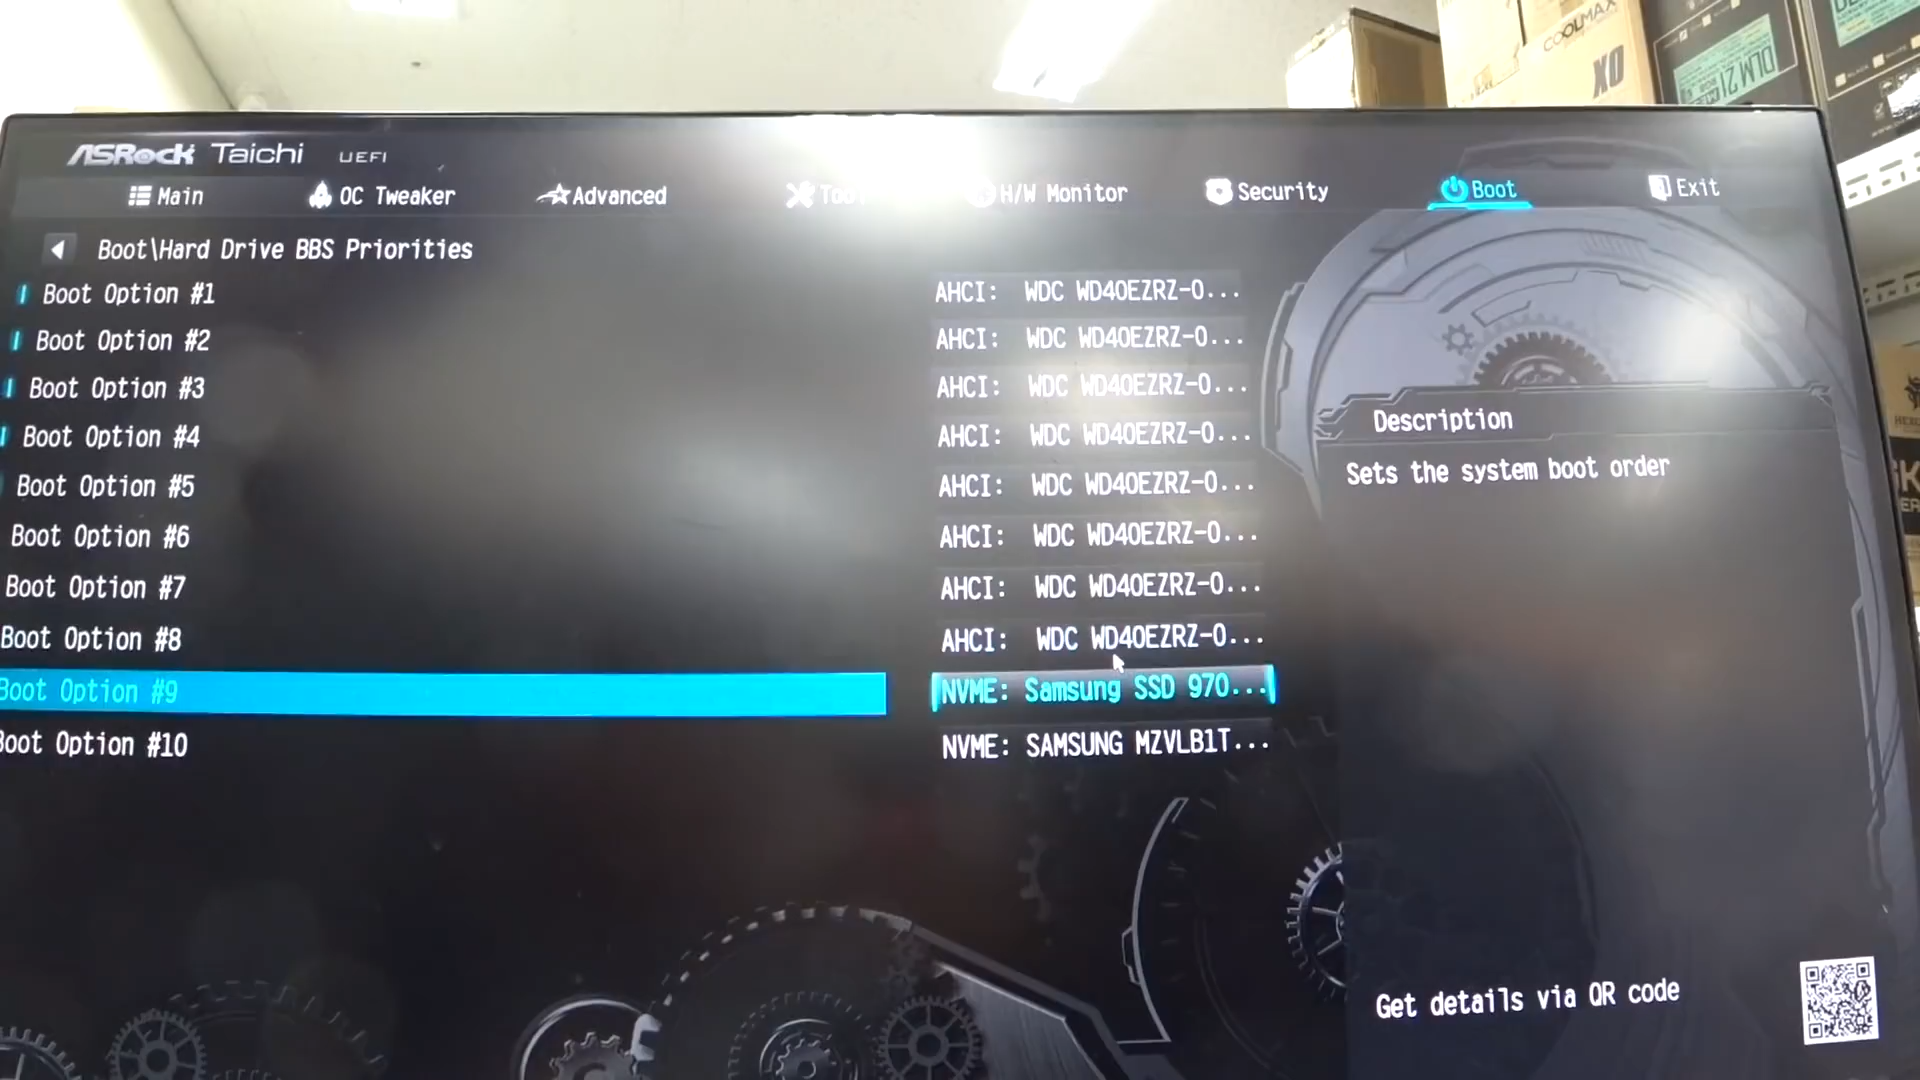 COOLMAX
XO
DLM21
ASRock Taichi UEFI
Main OC Tweaker Advanced H/W Monitor Security Boot Exit
Boot\Hard Drive BBS Priorities
Boot Option #1 AHCI: WDC WD40EZRZ-0...
Boot Option #2 AHCI: WDC WD40EZRZ-0...
Boot Option #3 AHCI: WDC WD40EZRZ-0...
Boot Option #4 AHCI: WDC WD40EZRZ-0...
Boot Option #5 AHCI: WDC WD40EZRZ-0...
Boot Option #6 AHCI: WDC WD40EZRZ-0...
Boot Option #7 AHCI: WDC WD40EZRZ-0...
Boot Option #8 AHCI: WDC WD40EZRZ-0...
Boot Option #9 NVME: Samsung SSD 970...
Boot Option #10 NVME: SAMSUNG MZVLB1T...
Description
Sets the system boot order
Get details via QR code